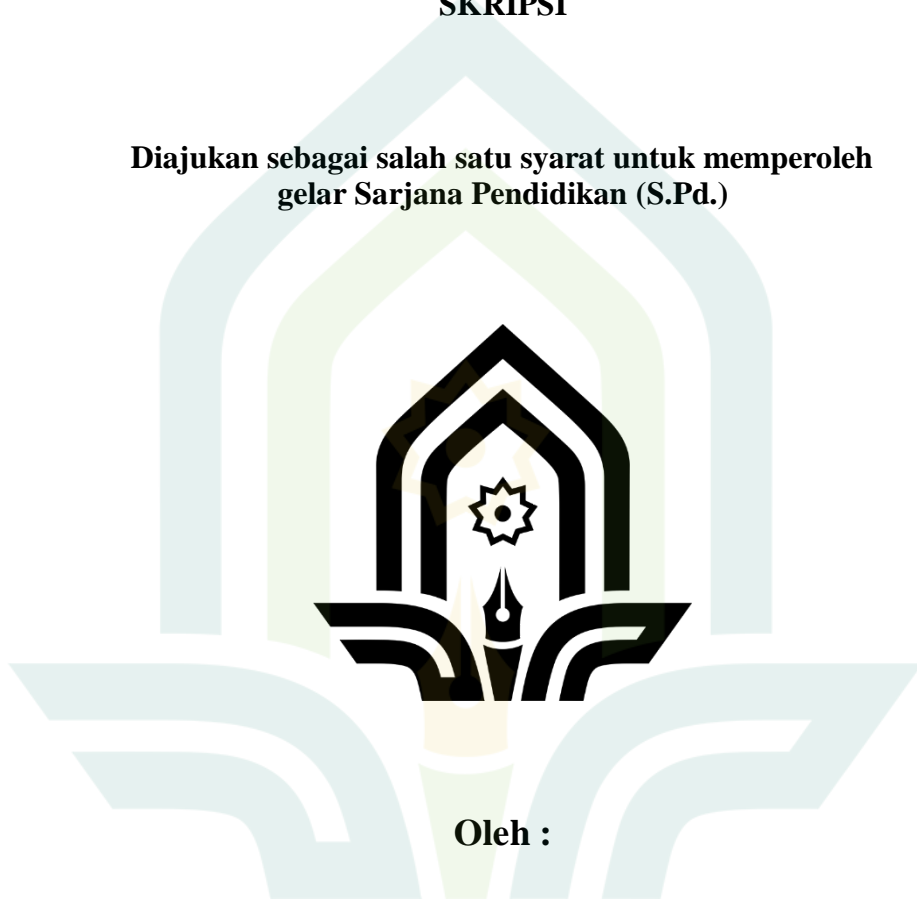 SKRIPSI
Diajukan sebagai salah satu syarat untuk memperoleh
gelar Sarjana Pendidikan (S.Pd.)
Oleh :